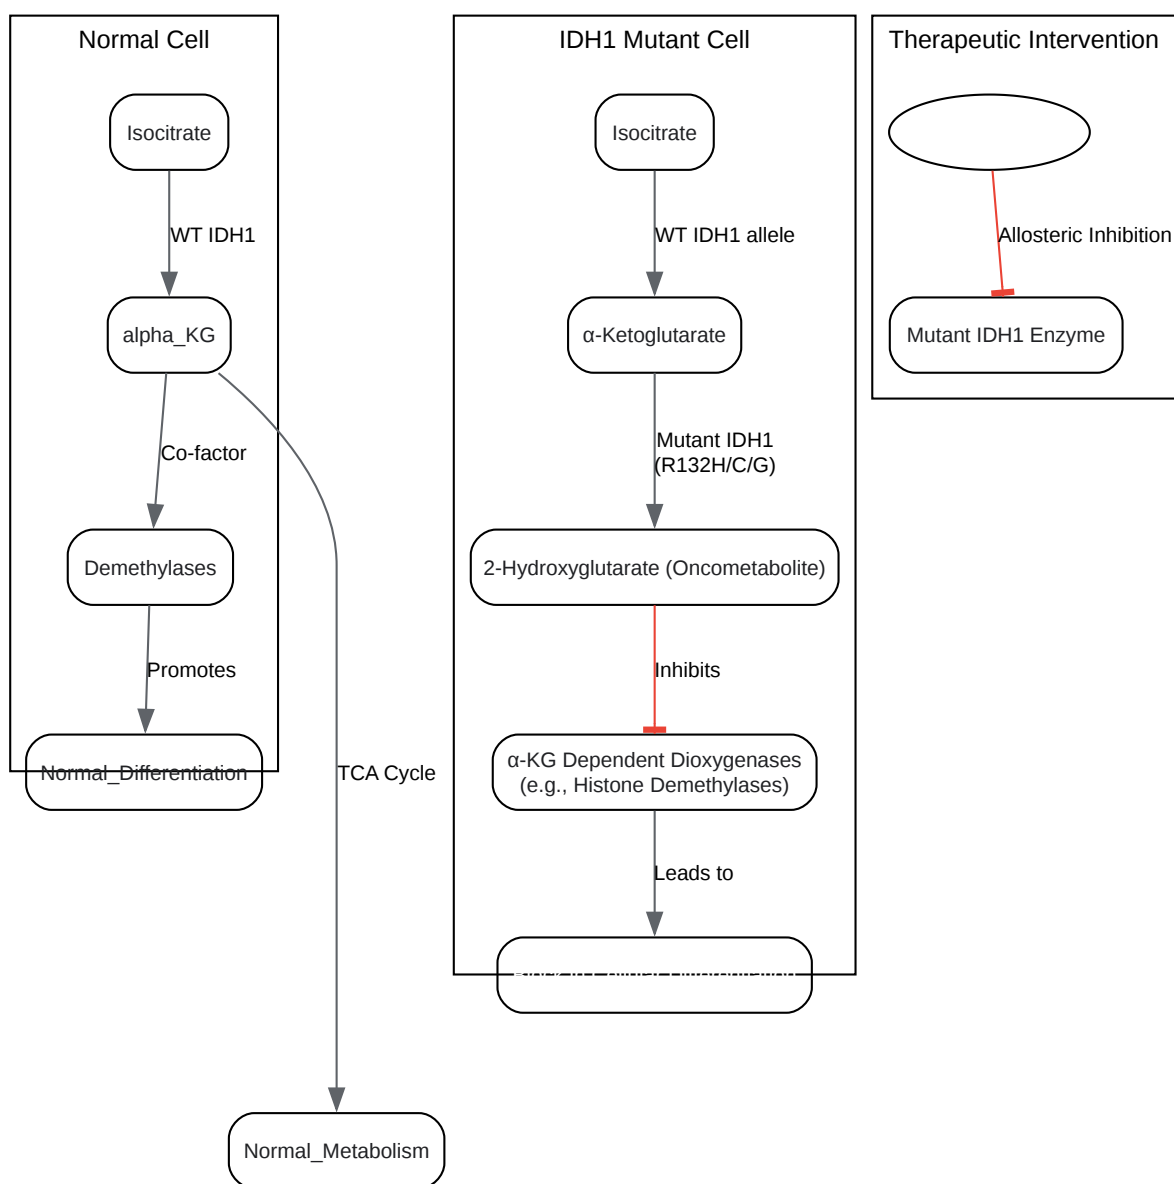 Normal Cell
Isocitrate
WT IDH1
alpha_KG
Co-factor
Demethylases
Promotes
Normal_Differentiation
TCA Cycle
Normal_Metabolism
IDH1 Mutant Cell
Isocitrate
WT IDH1 allele
α-Ketoglutarate
Mutant IDH1
(R132H/C/G)
2-Hydroxyglutarate (Oncometabolite)
Inhibits
α-KG Dependent Dioxygenases
(e.g., Histone Demethylases)
Leads to
Therapeutic Intervention
Allosteric Inhibition
Mutant IDH1 Enzyme